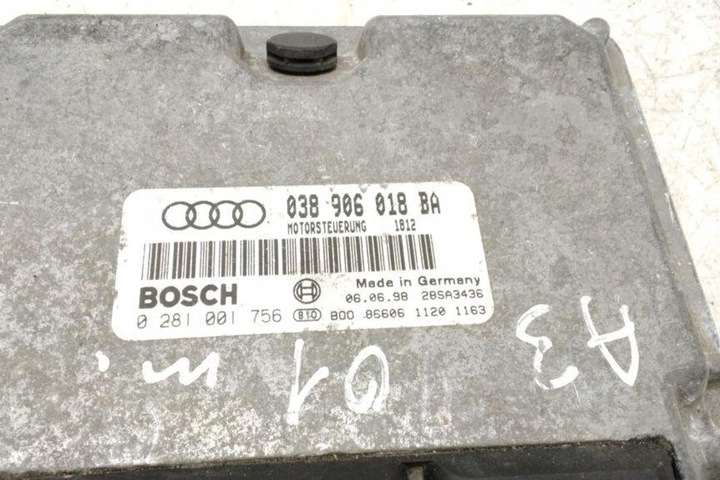 038 906 018 BA
MOTORSTEUERUNG 1812
Made in Germany
BOSCH 06.06.98 28SA3436
0 281 001 756 810 B00 86606 1120 1163
A3
01 m.